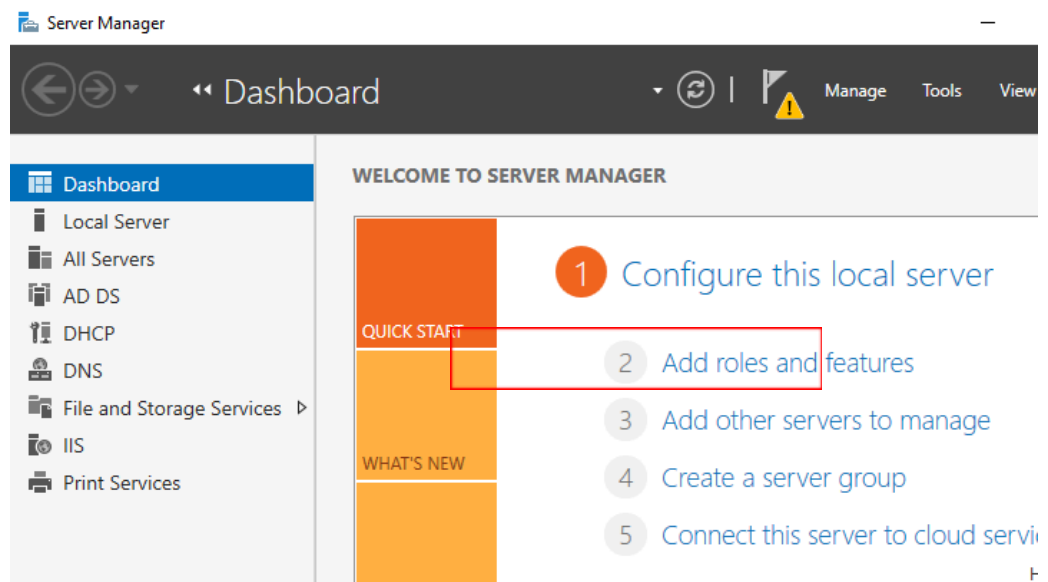 Server Manager
Dashboard
Manage Tools View
Dashboard
Local Server
All Servers
AD DS
DHCP
DNS
File and Storage Services
IIS
Print Services
WELCOME TO SERVER MANAGER
QUICK START
WHAT'S NEW
1 Configure this local server
2 Add roles and features
3 Add other servers to manage
4 Create a server group
5 Connect this server to cloud servi
H